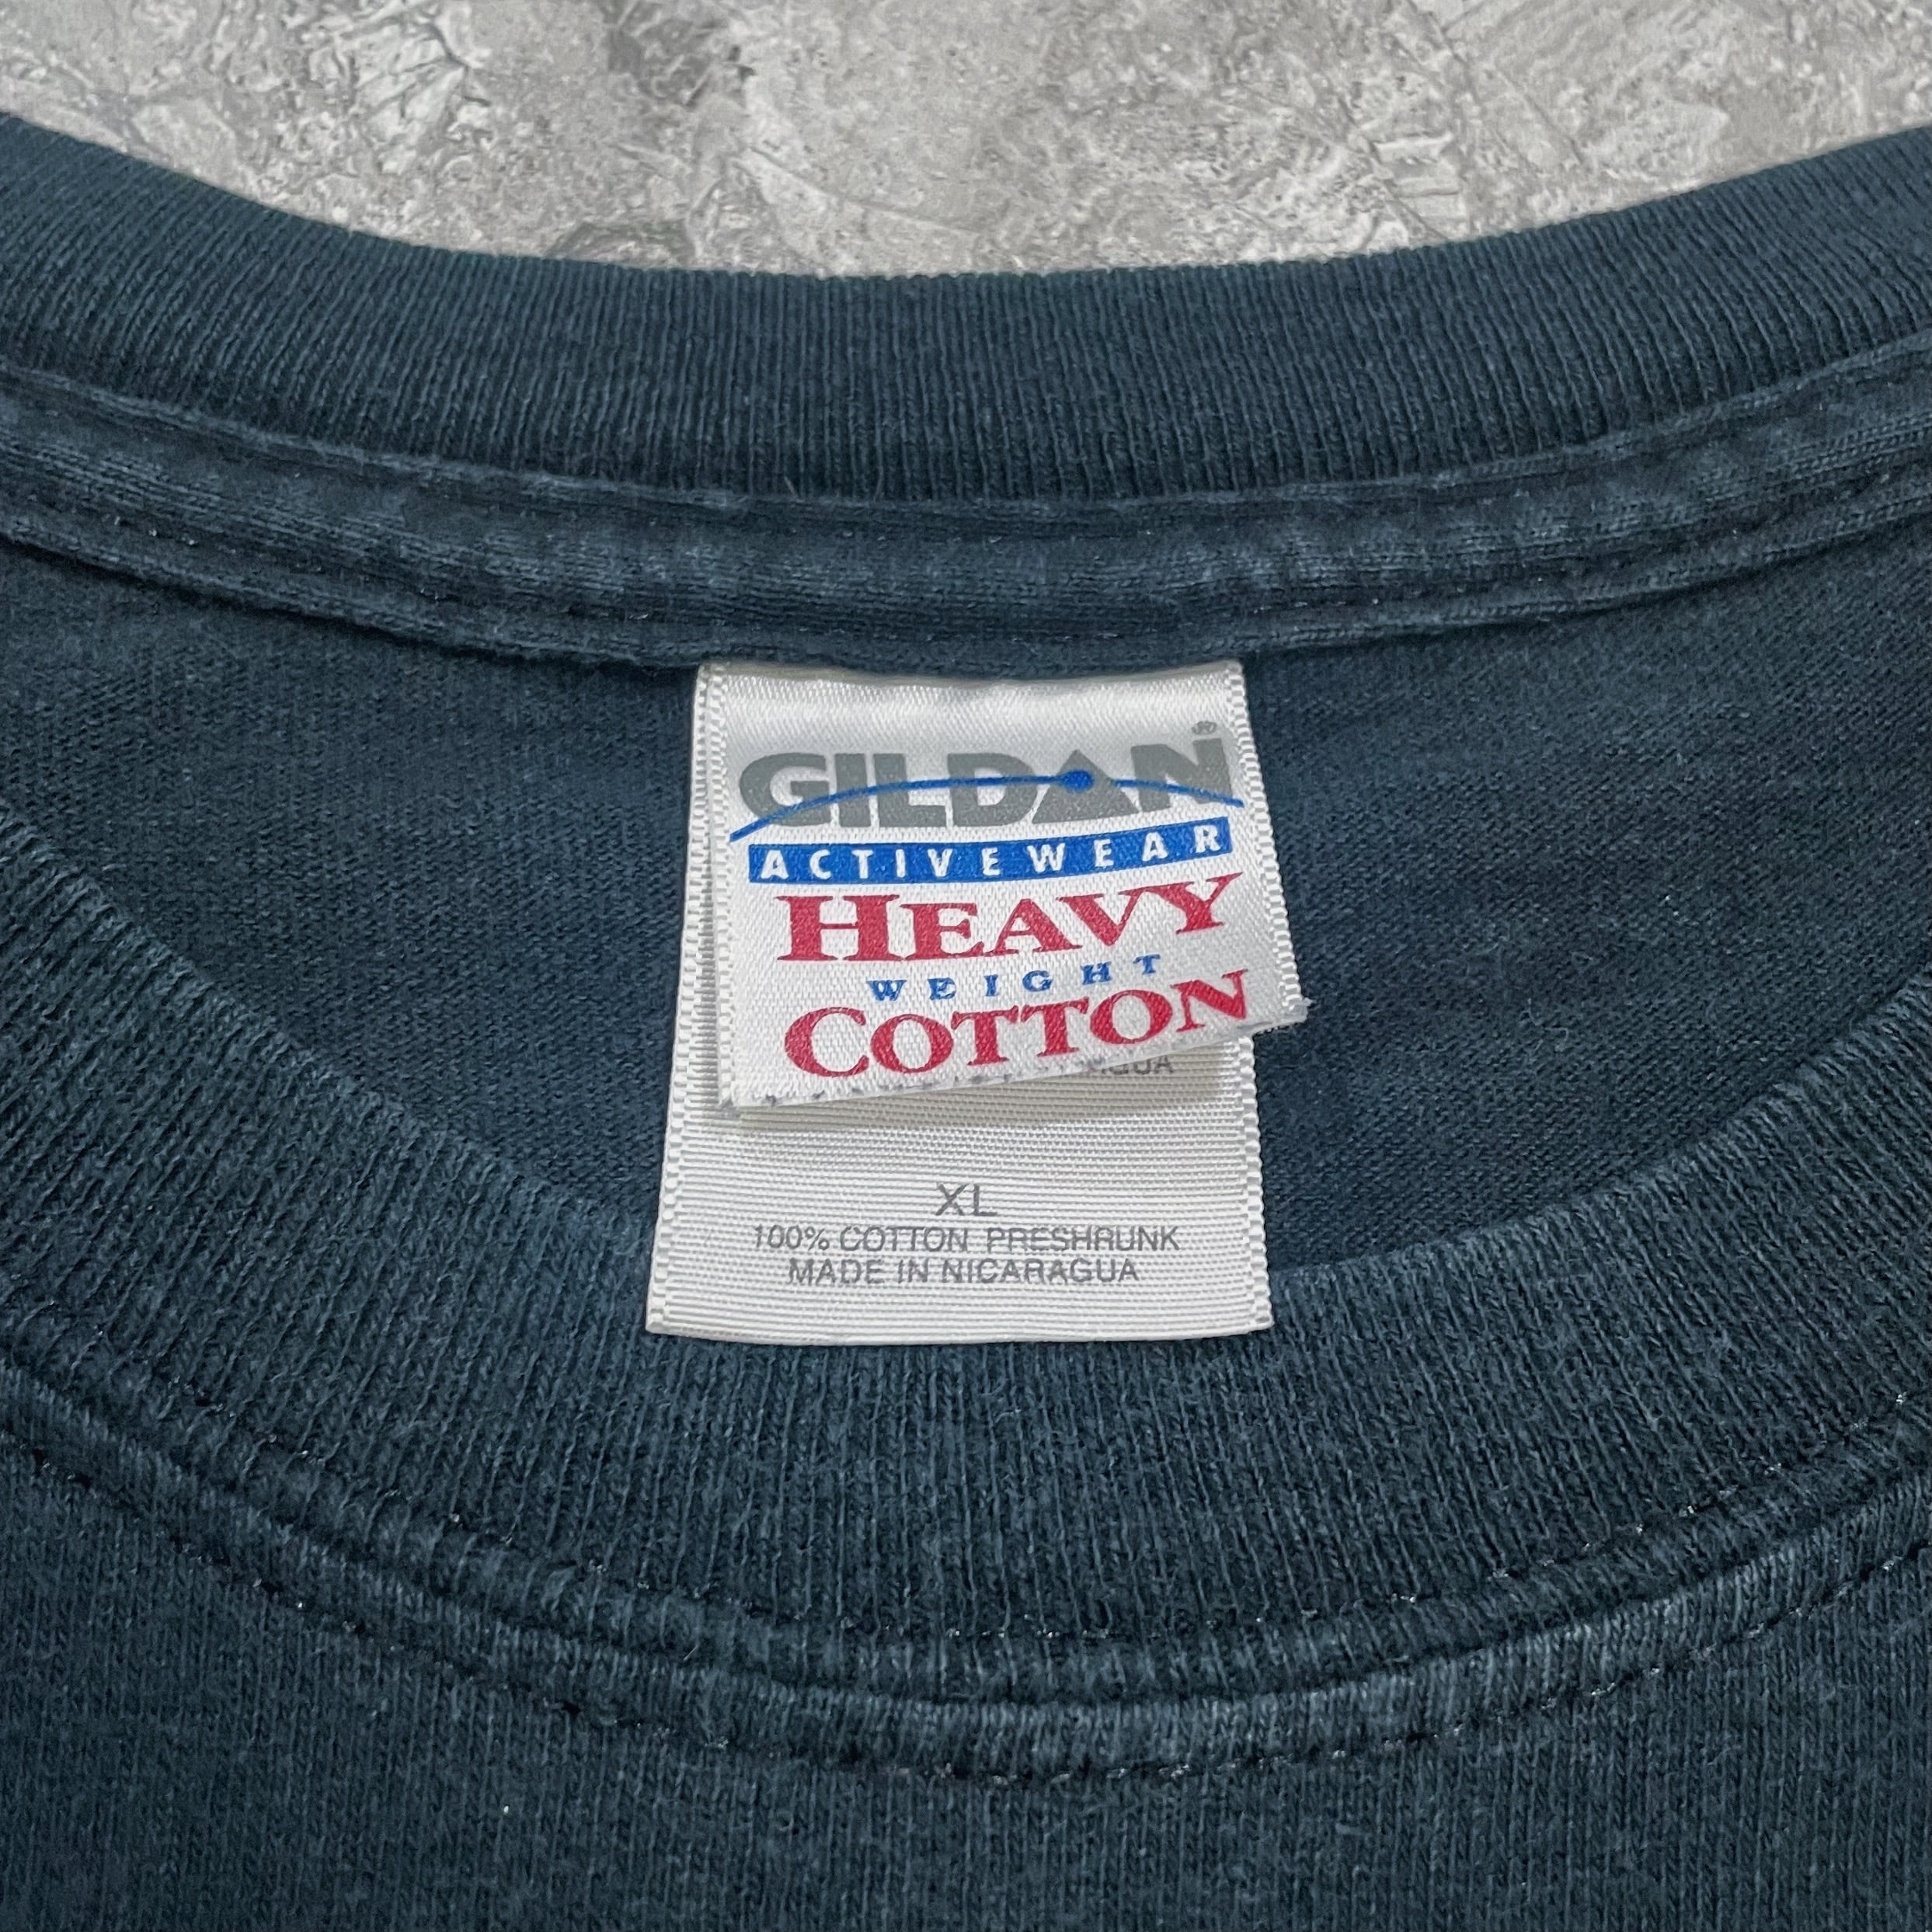 GILDAN®
ACTIVEWEAR
HEAVY
WEIGHT
COTTON
XL
100% COTTON PRESHRUNK
MADE IN NICARAGUA